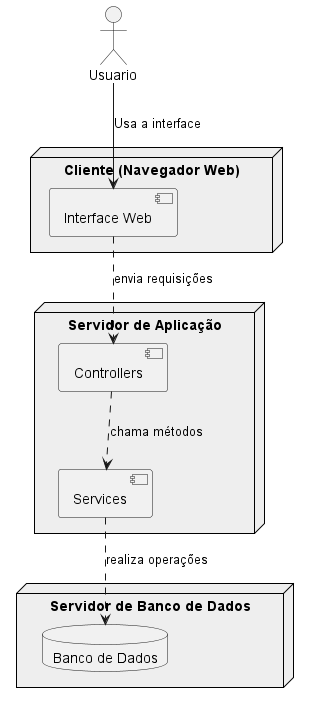 Usuario
Usa a interface
Cliente (Navegador Web)
Interface Web
envia requisições
Servidor de Aplicação
Controllers
chama métodos
Services
realiza operações
Servidor de Banco de Dados
Banco de Dados